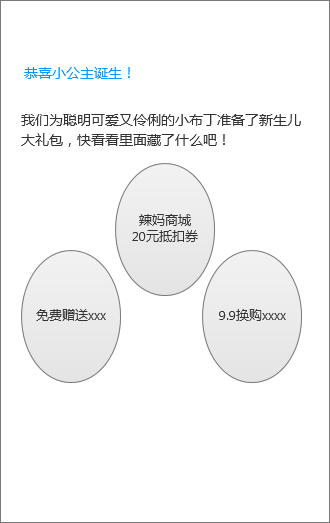 恭喜小公主诞生！
我们为聪明可爱又伶俐的小布丁准备了新生儿
大礼包，快看看里面藏了什么吧！
辣妈商城
20元抵扣券
免费赠送xxx
9.9换购xxxx